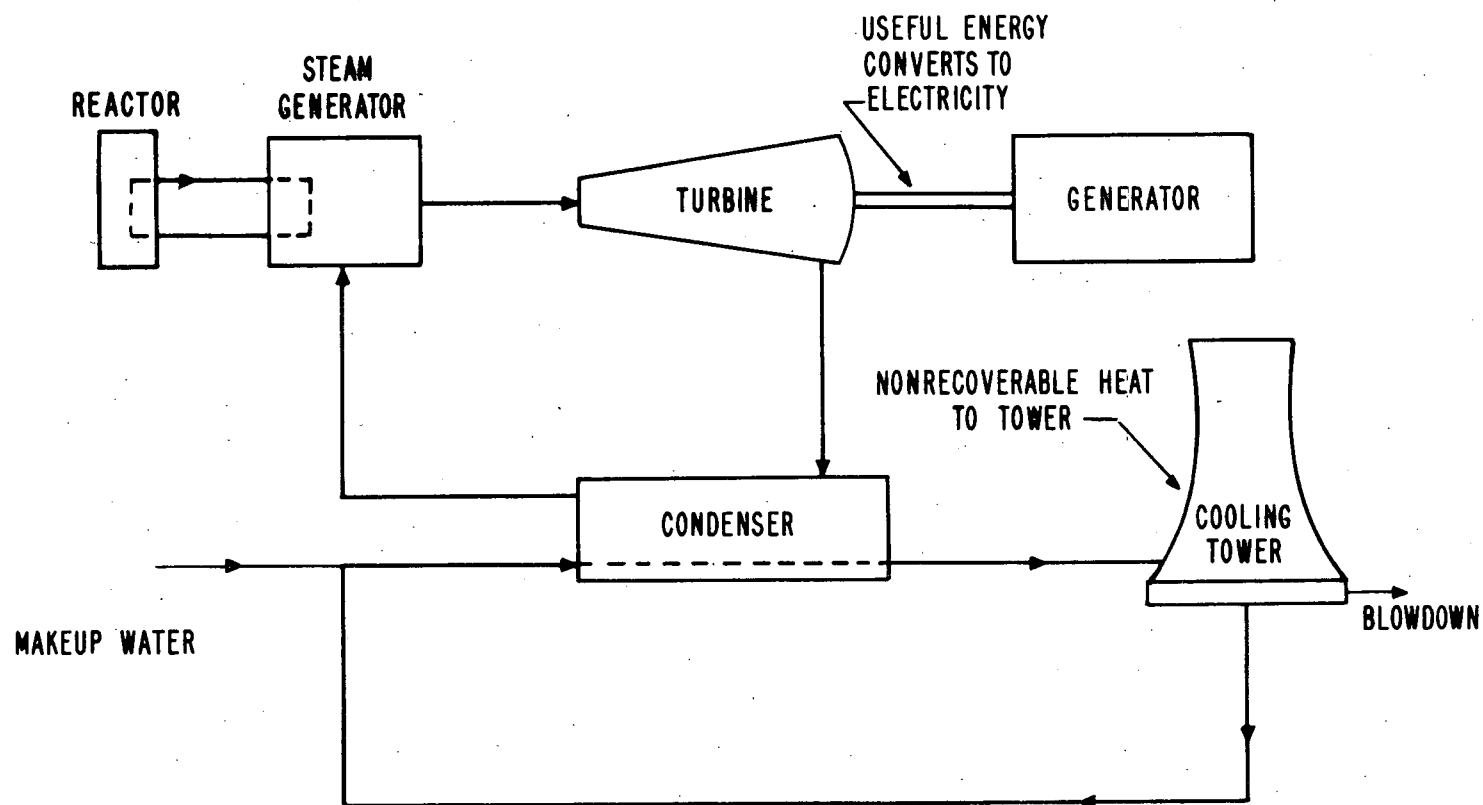 USEFUL ENERGY
CONVERTS TO
ELECTRICITY
STEAM
GENERATOR
REACTOR
TURBINE
GENERATOR
NONRECOVERABLE HEAT
TO TOWER
CONDENSER
COOLING
TOWER
BLOWDOWN
MAKEUP WATER